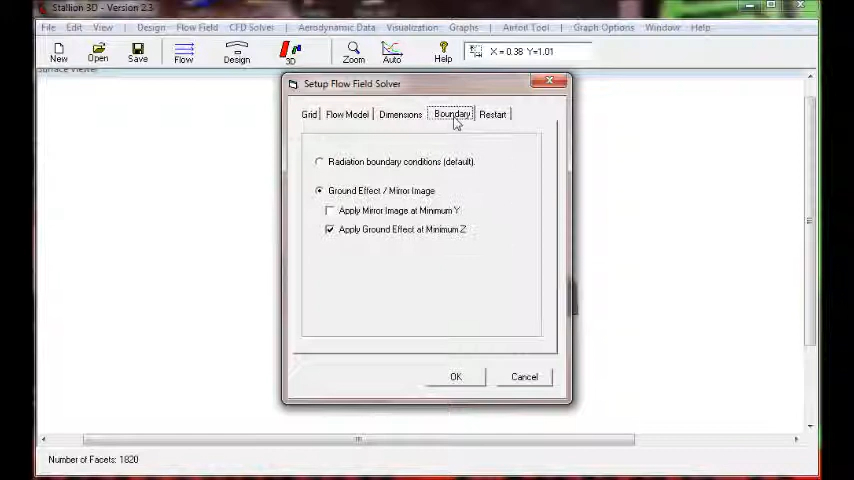 Stallion 3D - Version 2.3
File Edit View Design Flow Field CFD Solver Aerodynamic Data Visualization Graphs Airfoil Tool Graph Options Window Help
New Open Save Flow Design 3D Zoom Auto Help X = 0.38 Y=1.01
Surface Viewer
Setup Flow Field Solver
Grid Flow Model Dimensions Boundary Restart
Radiation boundary conditions (default).
Ground Effect / Mirror Image
Apply Mirror Image at Minimum Y
Apply Ground Effect at Minimum Z
OK Cancel
Number of Facets: 1820